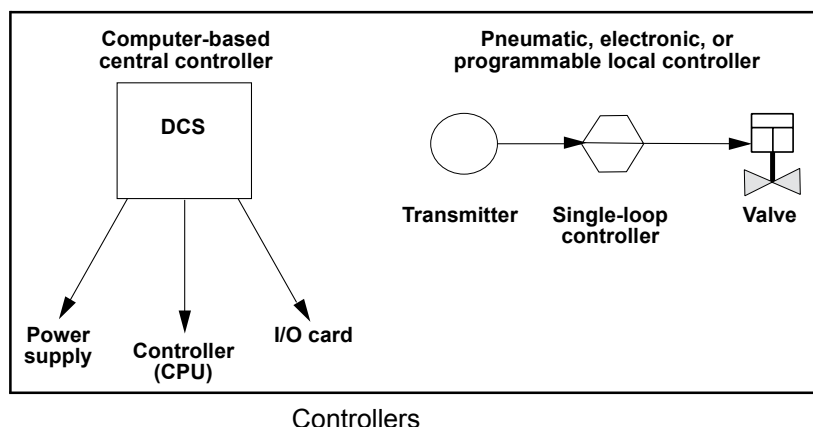 Computer-based
central controller
DCS
Power
supply
Controller
(CPU)
I/O card
Pneumatic, electronic, or
programmable local controller
Transmitter
Single-loop
controller
Valve
Controllers